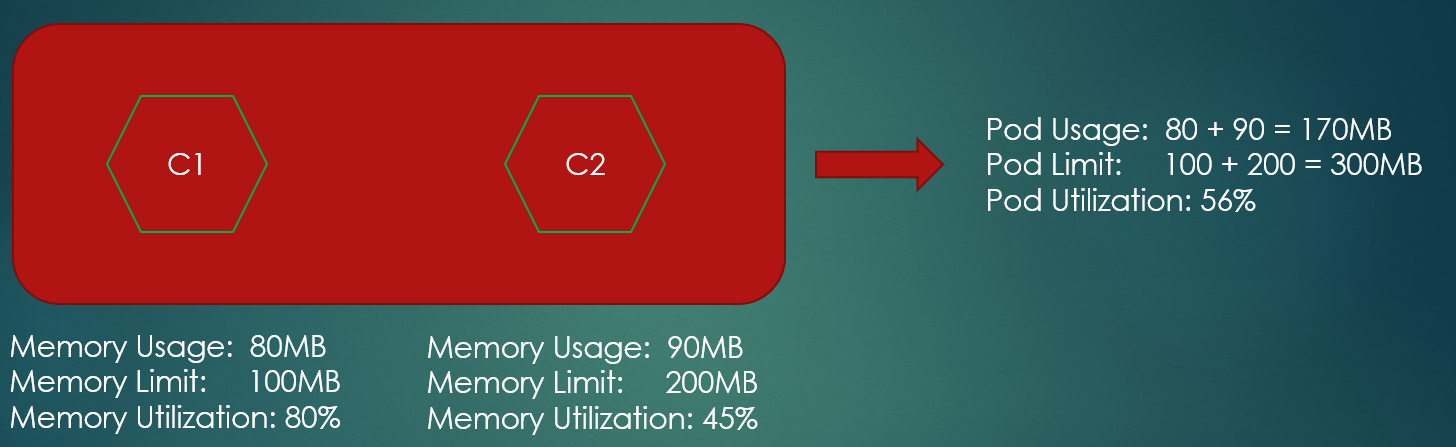 C1
C2
Pod Usage: 80 + 90 = 170MB
Pod Limit: 100 + 200 = 300MB
Pod Utilization: 56%
Memory Usage: 80MB
Memory Limit: 100MB
Memory Utilization: 80%
Memory Usage: 90MB
Memory Limit: 200MB
Memory Utilization: 45%